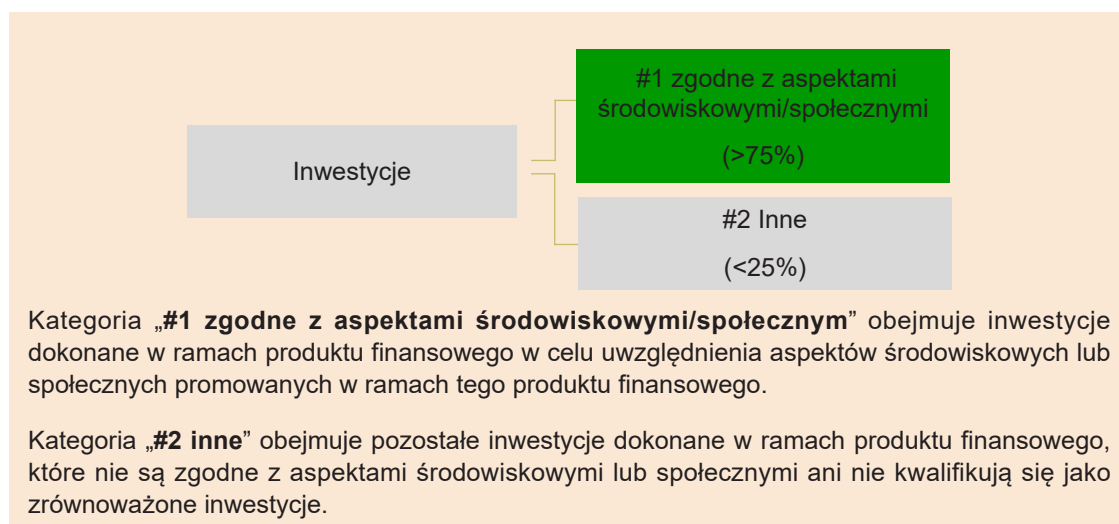 #1 zgodne z aspektami
środowiskowymi/społecznymi
(>75%)
Inwestycje
#2 Inne
(<25%)
Kategoria „#1 zgodne z aspektami środowiskowymi/społecznym” obejmuje inwestycje
dokonane w ramach produktu finansowego w celu uwzględnienia aspektów środowiskowych lub
społecznych promowanych w ramach tego produktu finansowego.
Kategoria „#2 inne” obejmuje pozostałe inwestycje dokonane w ramach produktu finansowego,
które nie są zgodne z aspektami środowiskowymi lub społecznymi ani nie kwalifikują się jako
zrównoważone inwestycje.